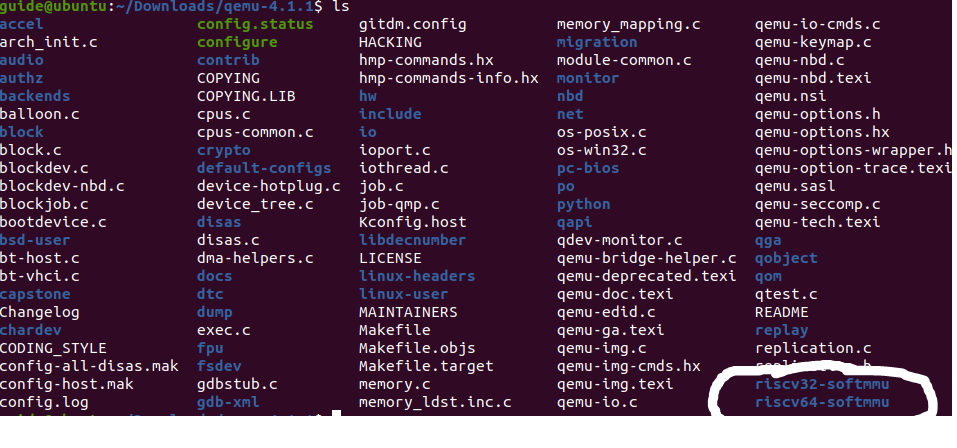 guide@ubuntu:~/Downloads/qemu-4.1.1$ ls
accel config.status gitdm.config memory_mapping.c qemu-io-cmds.c
arch_init.c configure HACKING migration qemu-keymap.c
audio contrib hmp-commands.hx module-common.c qemu-nbd.c
authz COPYING hmp-commands-info.hx monitor qemu-nbd.texi
backends COPYING.LIB hw nbd qemu.nsi
balloon.c cpus.c include net qemu-options.h
block cpus-common.c io os-posix.c qemu-options.hx
block.c crypto ioport.c os-win32.c qemu-options-wrapper.h
blockdev.c default-configs iothread.c pc-bios qemu-option-trace.texi
blockdev-nbd.c device-hotplug.c job.c po qemu.sasl
blockjob.c device_tree.c job-qmp.c python qemu-seccomp.c
bootdevice.c disas Kconfig.host qapi qemu-tech.texi
bsd-user disas.c libdecnumber qdev-monitor.c qga
bt-host.c dma-helpers.c LICENSE qemu-bridge-helper.c qobject
bt-vhci.c docs linux-headers qemu-deprecated.texi qom
capstone dtc linux-user qemu-doc.texi qtest.c
Changelog dump MAINTAINERS qemu-edid.c README
chardev exec.c Makefile qemu-ga.texi replay
CODING_STYLE fpu Makefile.objs qemu-img.c replication.c
config-all-disas.mak fsdev Makefile.target qemu-img-cmds.hx
config-host.mak gdbstub.c memory.c qemu-img.texi riscv32-softmmu
config.log gdb-xml memory_ldst.inc.c qemu-io.c riscv64-softmmu